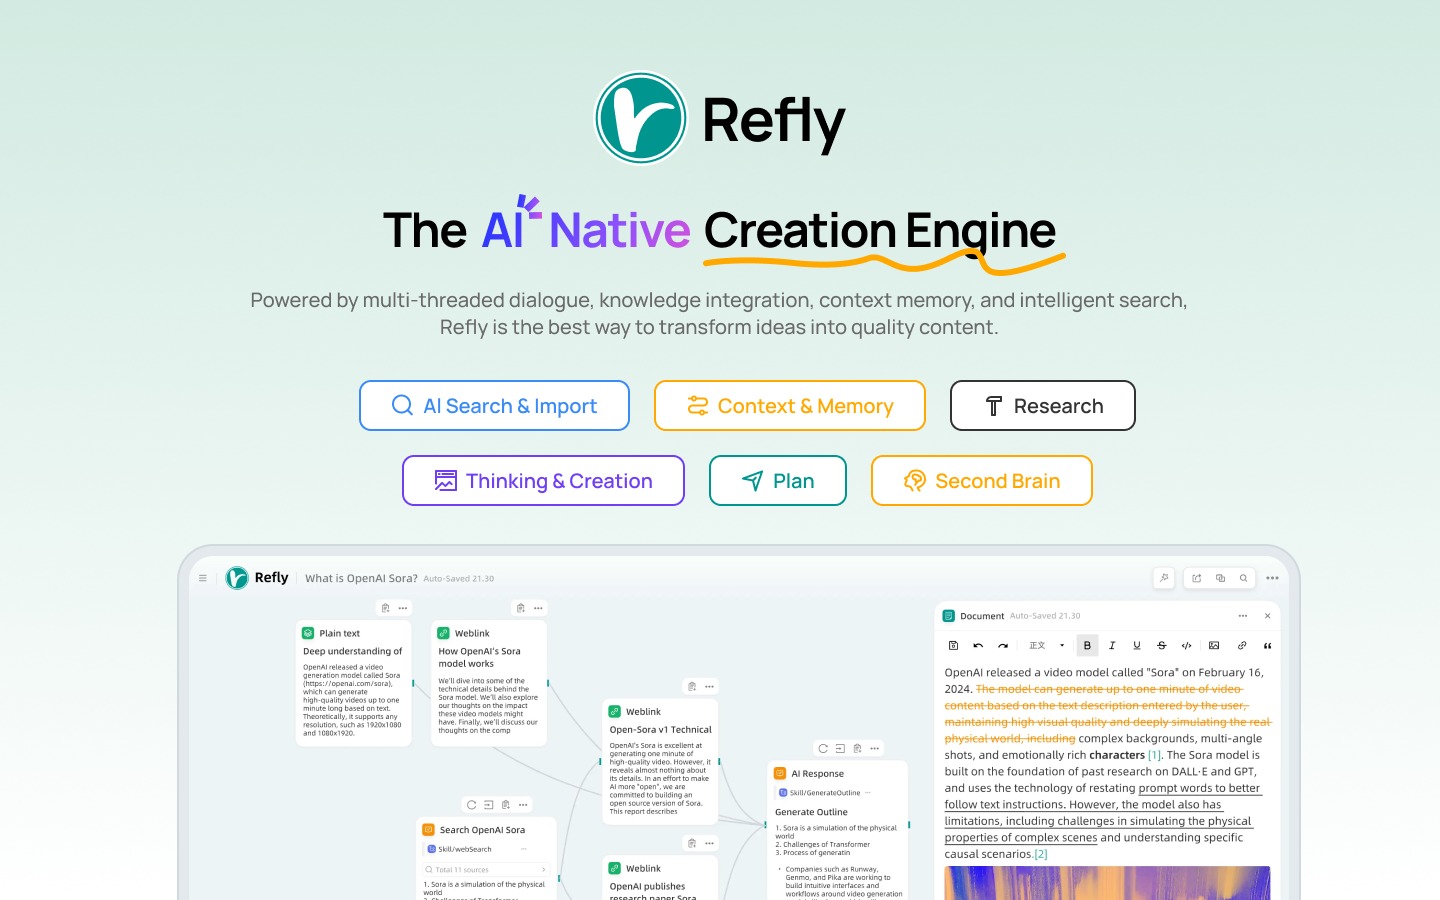 Refly
The AI Native Creation Engine
Powered by multi-threaded dialogue, knowledge integration, context memory, and intelligent search,
Refly is the best way to transform ideas into quality content.
AI Search & Import
Context & Memory
Research
Thinking & Creation
Plan
Second Brain
Refly
What is OpenAI Sora? Auto-Saved 21.30
Plain text
Deep understanding of
OpenAI released a video
generation model called Sora
(https://openai.com/sora),
which can generate
high-quality videos up to one
minute long based on text.
Theoretically, it supports any
resolution, such as 1920x1080
and 1080x1920.
Weblink
How OpenAI's Sora
model works
We'll dive into some of the
technical details behind the
Sora model. We'll also explore
our thoughts on the impact
these video models might
have. Finally, we'll discuss our
thoughts on the comp
Weblink
Open-Sora v1 Technical
OpenAI's Sora is excellent at
generating one minute of
high-quality video. However, it
reveals almost nothing about
its details. In an effort to make
AI more "open", we are
committed to building an
open source version of Sora.
This report describes
Search OpenAI Sora
Skill/webSearch
Total 11 sources
1. Sora is a simulation of the physical
world
2. Challenges of Transformer
Weblink
OpenAI publishes
research paper Sora
AI Response
Skill/GenerateOutline
Generate Outline
1. Sora is a simulation of the physical
world
2. Challenges of Transformer
3. Process of generatin
• Companies such as Runway,
Genmo, and Pika are working to
build intuitive interfaces and
workflows around video generation
Document Auto-Saved 21.30
正文
B I U S
OpenAI released a video model called "Sora" on February 16,
2024. The model can generate up to one minute of video
content based on the text description entered by the user,
maintaining high visual quality and deeply simulating the real
physical world, including complex backgrounds, multi-angle
shots, and emotionally rich characters [1]. The Sora model is
built on the foundation of past research on DALL·E and GPT,
and uses the technology of restating prompt words to better
follow text instructions. However, the model also has
limitations, including challenges in simulating the physical
properties of complex scenes and understanding specific
causal scenarios.[2]